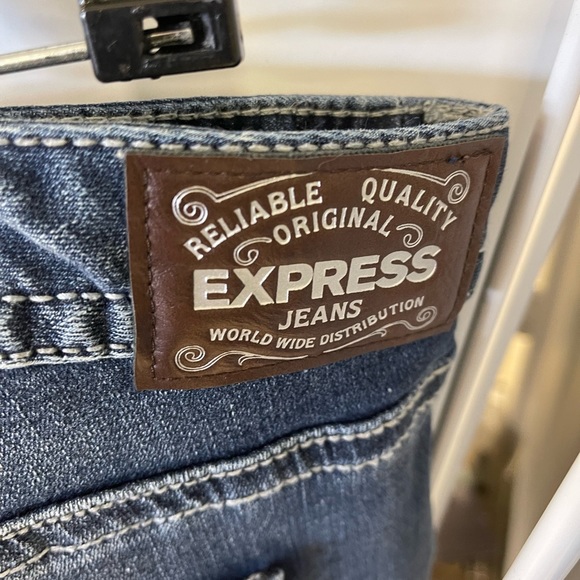 RELIABLE QUALITY
ORIGINAL
EXPRESS
JEANS
WORLD WIDE DISTRIBUTION